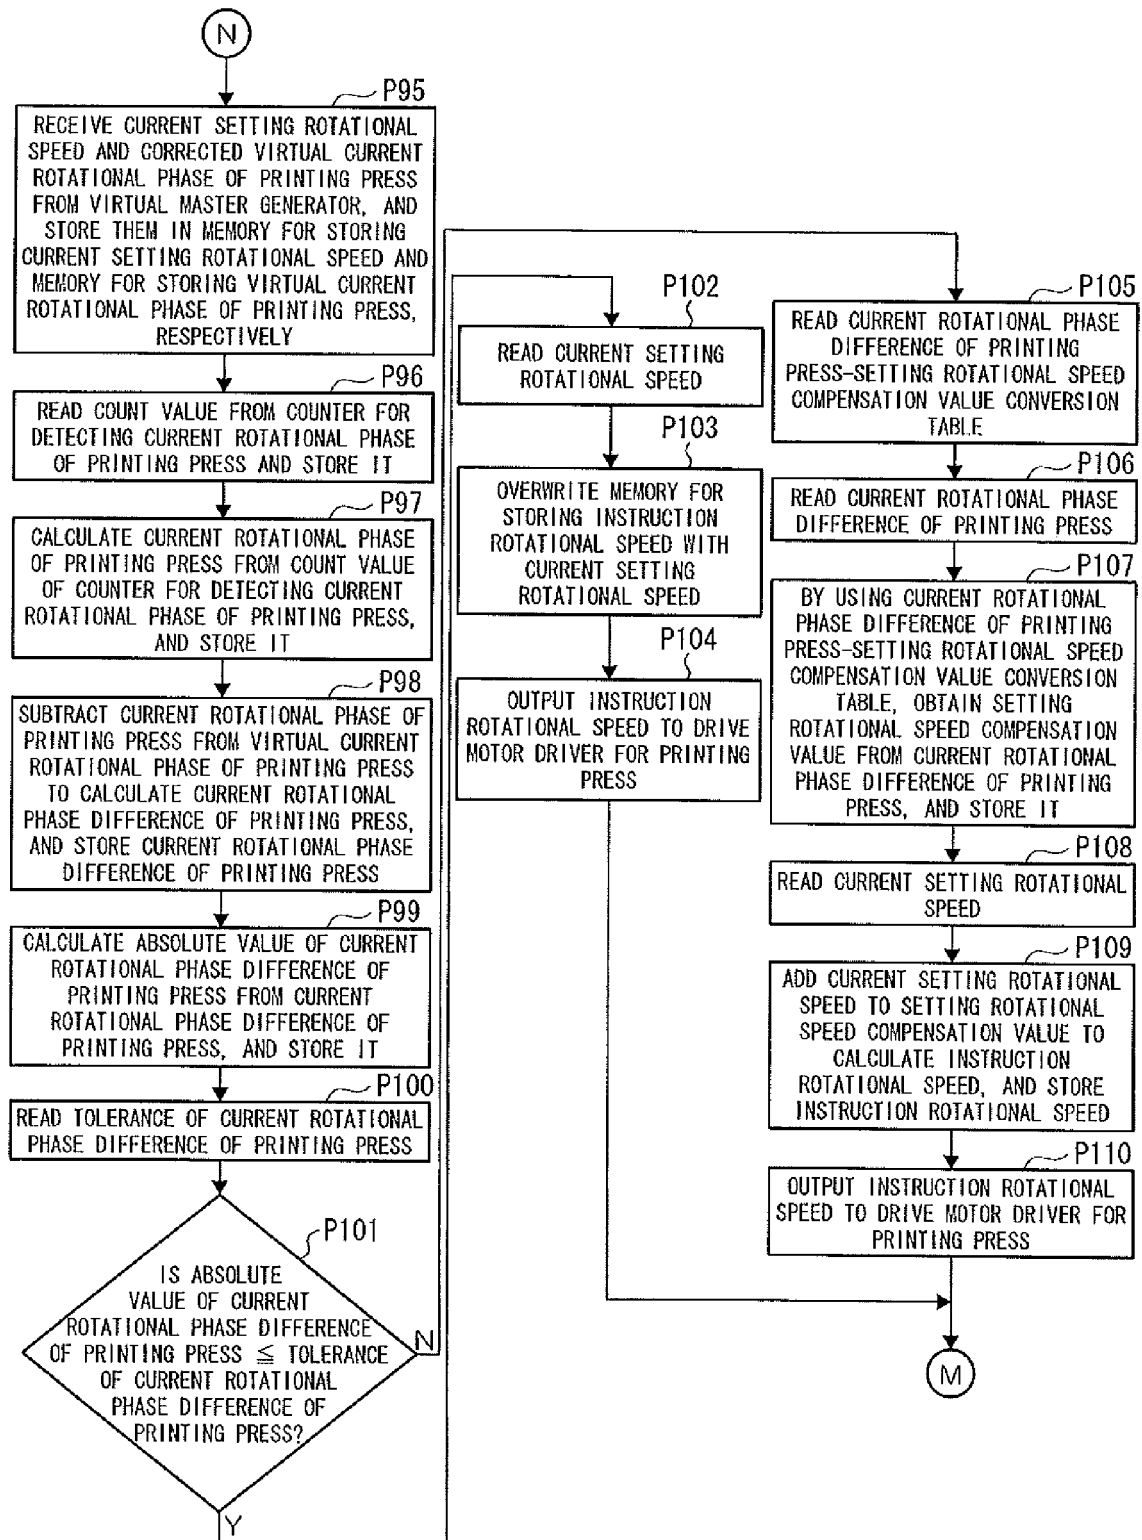 N
P95
RECEIVE CURRENT SETTING ROTATIONAL
SPEED AND CORRECTED VIRTUAL CURRENT
ROTATIONAL PHASE OF PRINTING PRESS
FROM VIRTUAL MASTER GENERATOR, AND
STORE THEM IN MEMORY FOR STORING
CURRENT SETTING ROTATIONAL SPEED AND
MEMORY FOR STORING VIRTUAL CURRENT
ROTATIONAL PHASE OF PRINTING PRESS,
RESPECTIVELY
P96
READ COUNT VALUE FROM COUNTER FOR
DETECTING CURRENT ROTATIONAL PHASE
OF PRINTING PRESS AND STORE IT
P97
CALCULATE CURRENT ROTATIONAL PHASE
OF PRINTING PRESS FROM COUNT VALUE
OF COUNTER FOR DETECTING CURRENT
ROTATIONAL PHASE OF PRINTING PRESS,
AND STORE IT
P98
SUBTRACT CURRENT ROTATIONAL PHASE OF
PRINTING PRESS FROM VIRTUAL CURRENT
ROTATIONAL PHASE OF PRINTING PRESS
TO CALCULATE CURRENT ROTATIONAL
PHASE DIFFERENCE OF PRINTING PRESS,
AND STORE CURRENT ROTATIONAL PHASE
DIFFERENCE OF PRINTING PRESS
P99
CALCULATE ABSOLUTE VALUE OF CURRENT
ROTATIONAL PHASE DIFFERENCE OF
PRINTING PRESS FROM CURRENT
ROTATIONAL PHASE DIFFERENCE OF
PRINTING PRESS, AND STORE IT
P100
READ TOLERANCE OF CURRENT ROTATIONAL
PHASE DIFFERENCE OF PRINTING PRESS
P101
IS ABSOLUTE
VALUE OF CURRENT
ROTATIONAL PHASE DIFFERENCE
OF PRINTING PRESS ≦ TOLERANCE
OF CURRENT ROTATIONAL
PHASE DIFFERENCE OF
PRINTING PRESS?
N
Y
P102
READ CURRENT SETTING
ROTATIONAL SPEED
P103
OVERWRITE MEMORY FOR
STORING INSTRUCTION
ROTATIONAL SPEED WITH
CURRENT SETTING
ROTATIONAL SPEED
P104
OUTPUT INSTRUCTION
ROTATIONAL SPEED TO DRIVE
MOTOR DRIVER FOR PRINTING
PRESS
P105
READ CURRENT ROTATIONAL PHASE
DIFFERENCE OF PRINTING
PRESS-SETTING ROTATIONAL SPEED
COMPENSATION VALUE CONVERSION
TABLE
P106
READ CURRENT ROTATIONAL PHASE
DIFFERENCE OF PRINTING PRESS
P107
BY USING CURRENT ROTATIONAL
PHASE DIFFERENCE OF PRINTING
PRESS-SETTING ROTATIONAL SPEED
COMPENSATION VALUE CONVERSION
TABLE, OBTAIN SETTING
ROTATIONAL SPEED COMPENSATION
VALUE FROM CURRENT ROTATIONAL
PHASE DIFFERENCE OF PRINTING
PRESS, AND STORE IT
P108
READ CURRENT SETTING ROTATIONAL
SPEED
P109
ADD CURRENT SETTING ROTATIONAL
SPEED TO SETTING ROTATIONAL
SPEED COMPENSATION VALUE TO
CALCULATE INSTRUCTION
ROTATIONAL SPEED, AND STORE
INSTRUCTION ROTATIONAL SPEED
P110
OUTPUT INSTRUCTION ROTATIONAL
SPEED TO DRIVE MOTOR DRIVER FOR
PRINTING PRESS
M